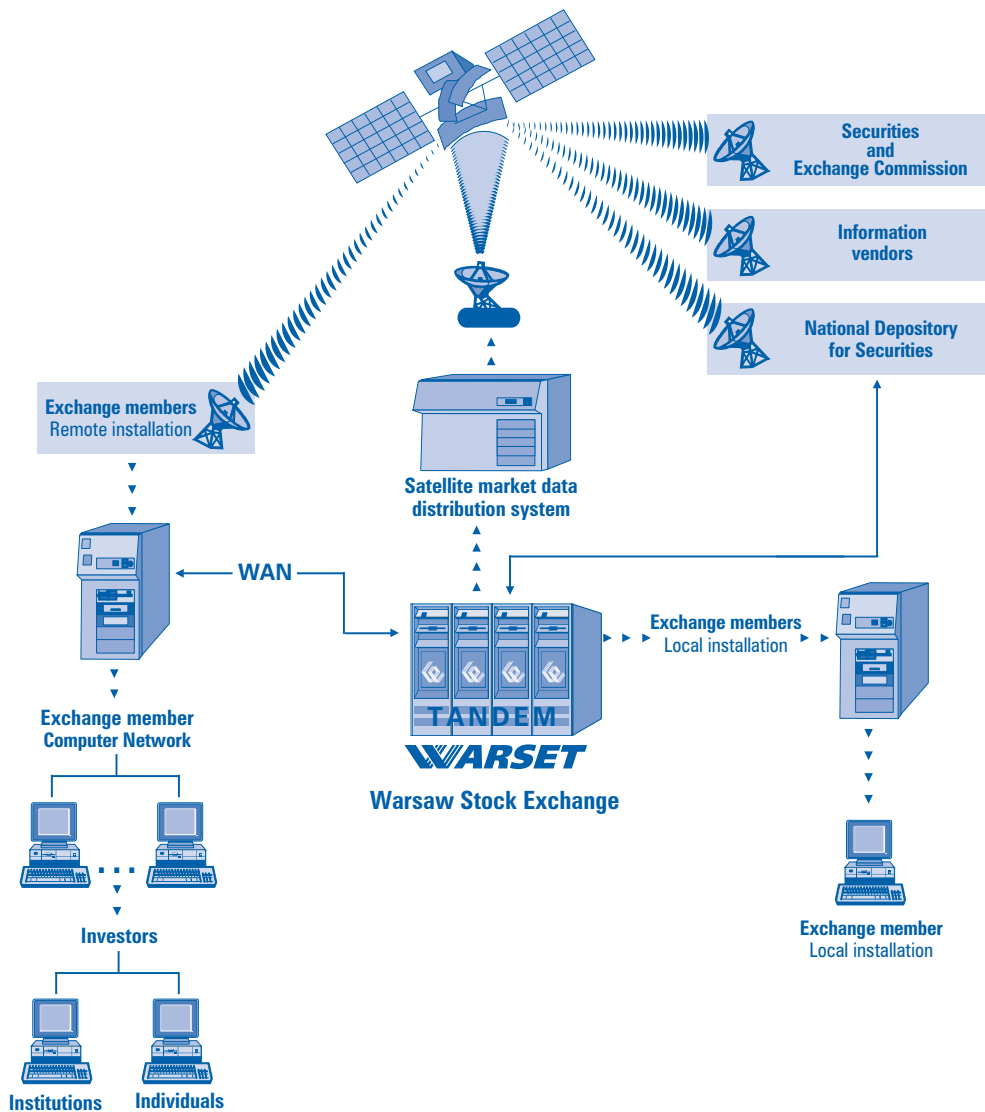 Securities
and
Exchange Commission
Information
vendors
National Depository
for Securities
Exchange members
Remote installation
Satellite market data
distribution system
WAN
Exchange members
Local installation
TANDEM
WARSET
Warsaw Stock Exchange
Exchange member
Computer Network
Investors
Institutions
Individuals
Exchange member
Local installation